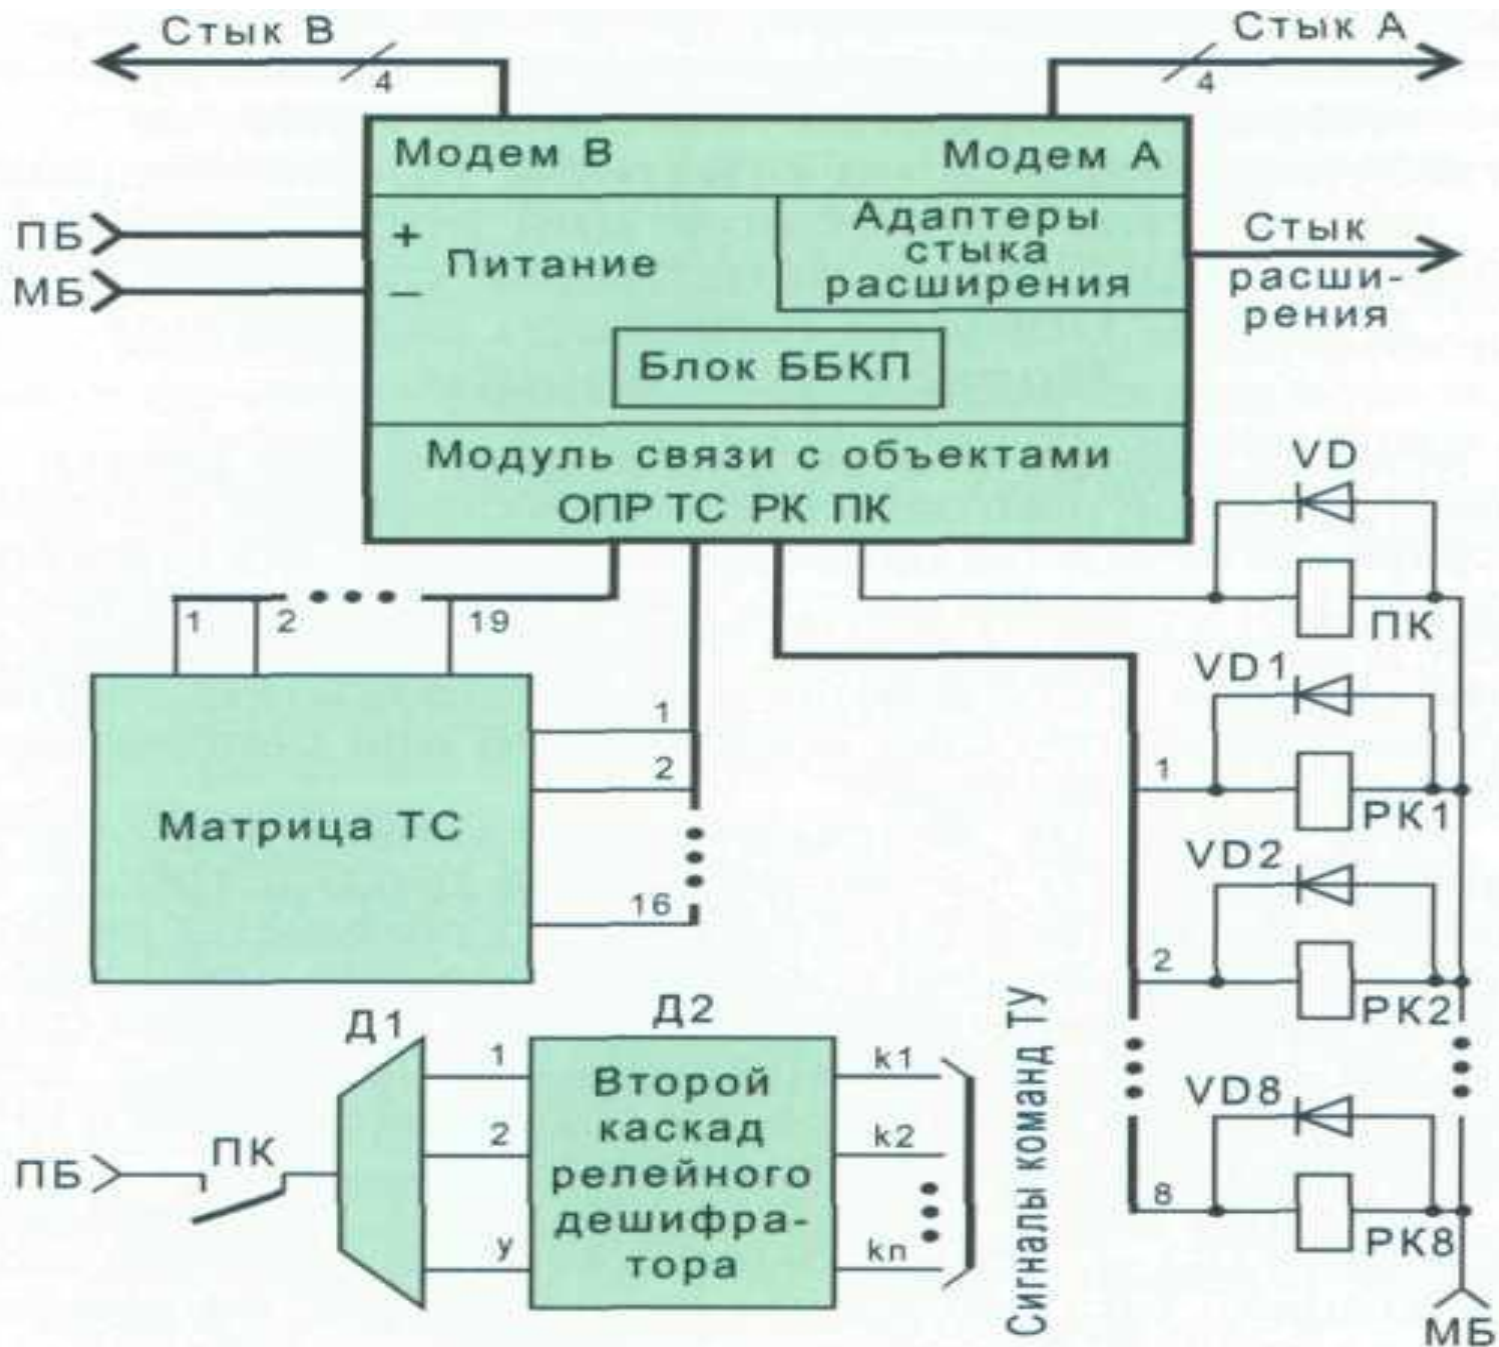 Стык В
Стык А
4
4
Модем В
Модем А
ПБ
+
Питание
Адаптеры
стыка
расширения
Стык
расши-
рения
МБ
–
Блок ББКП
Модуль связи с объектами
ОПР ТС РК ПК
VD
ПК
1
2
19
VD1
1
РК1
1
2
16
Матрица ТС
VD2
2
РК2
VD8
8
РК8
МБ
Д1
Д2
ПБ
ПК
1
2
y
Второй
каскад
релейного
дешифра-
тора
k1
k2
kn
Сигналы команд ТУ